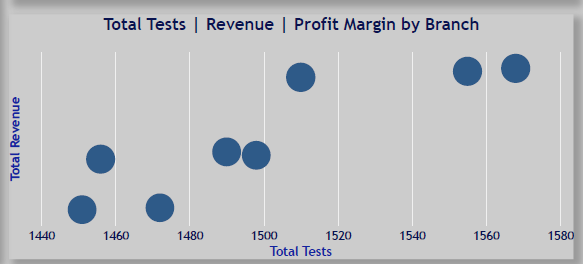 Total Tests | Revenue | Profit Margin by Branch
Total Revenue
1440 1460 1480 1500 1520 1540 1560 1580
Total Tests